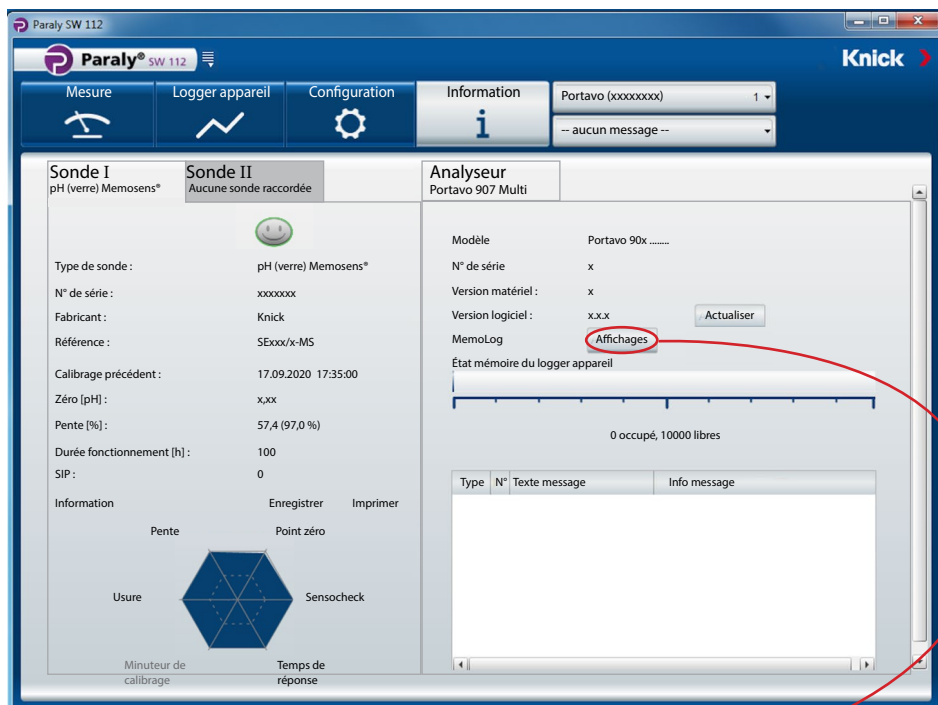 Paraly SW 112
Paraly® SW 112
Knick
Mesure
Logger appareil
Configuration
Information
Portavo (xxxxxxxx) 1
-- aucun message --
Sonde I
pH (verre) Memosens®
Sonde II
Aucune sonde raccordée
Type de sonde : pH (verre) Memosens®
N° de série : xxxxxxx
Fabricant : Knick
Référence : SExxx/x-MS
Calibrage précédent : 17.09.2020 17:35:00
Zéro [pH] : x,xx
Pente [%] : 57,4 (97,0 %)
Durée fonctionnement [h] : 100
SIP : 0
Information Enregistrer Imprimer
Pente Point zéro
Usure Sensocheck
Minuteur de
calibrage
Temps de
réponse
Analyseur
Portavo 907 Multi
Modèle Portavo 90x ........
N° de série x
Version matériel : x
Version logiciel : x.x.x Actualiser
MemoLog Affichages
État mémoire du logger appareil
0 occupé, 10000 libres
Type N° Texte message Info message